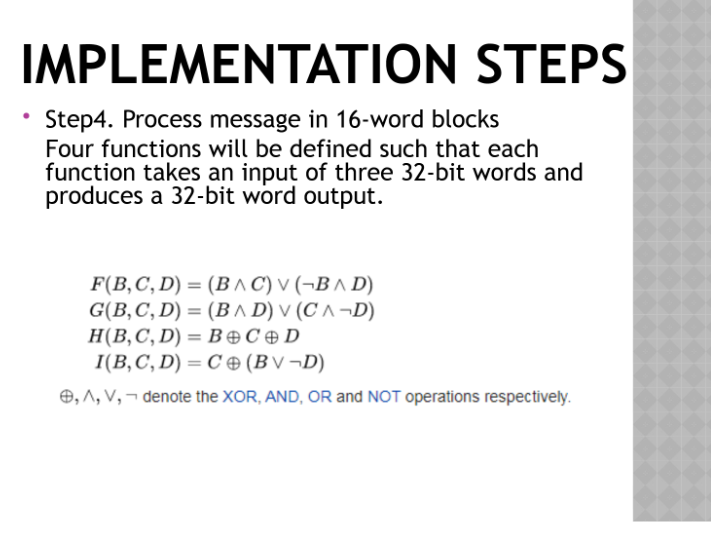 IMPLEMENTATION STEPS
• Step4. Process message in 16-word blocks
Four functions will be defined such that each
function takes an input of three 32-bit words and
produces a 32-bit word output.
F(B, C, D) = (B ∧ C) ∨ (¬B ∧ D)
G(B, C, D) = (B ∧ D) ∨ (C ∧ ¬D)
H(B, C, D) = B ⊕ C ⊕ D
I(B, C, D) = C ⊕ (B ∨ ¬D)
⊕, ∧, ∨, ¬ denote the XOR, AND, OR and NOT operations respectively.